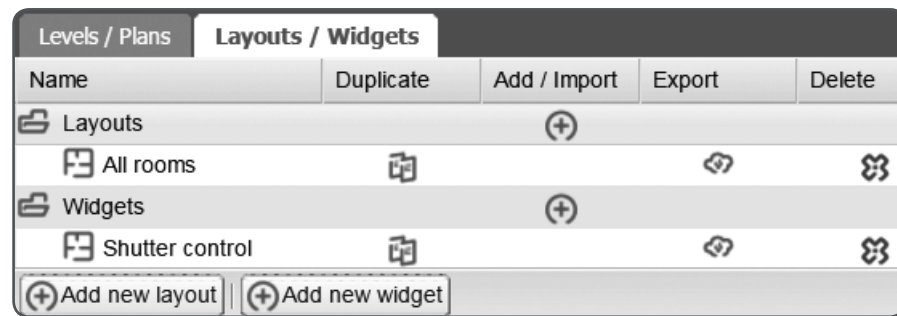 Levels / Plans Layouts / Widgets
Name Duplicate Add / Import Export Delete
Layouts
All rooms
Widgets
Shutter control
Add new layout Add new widget